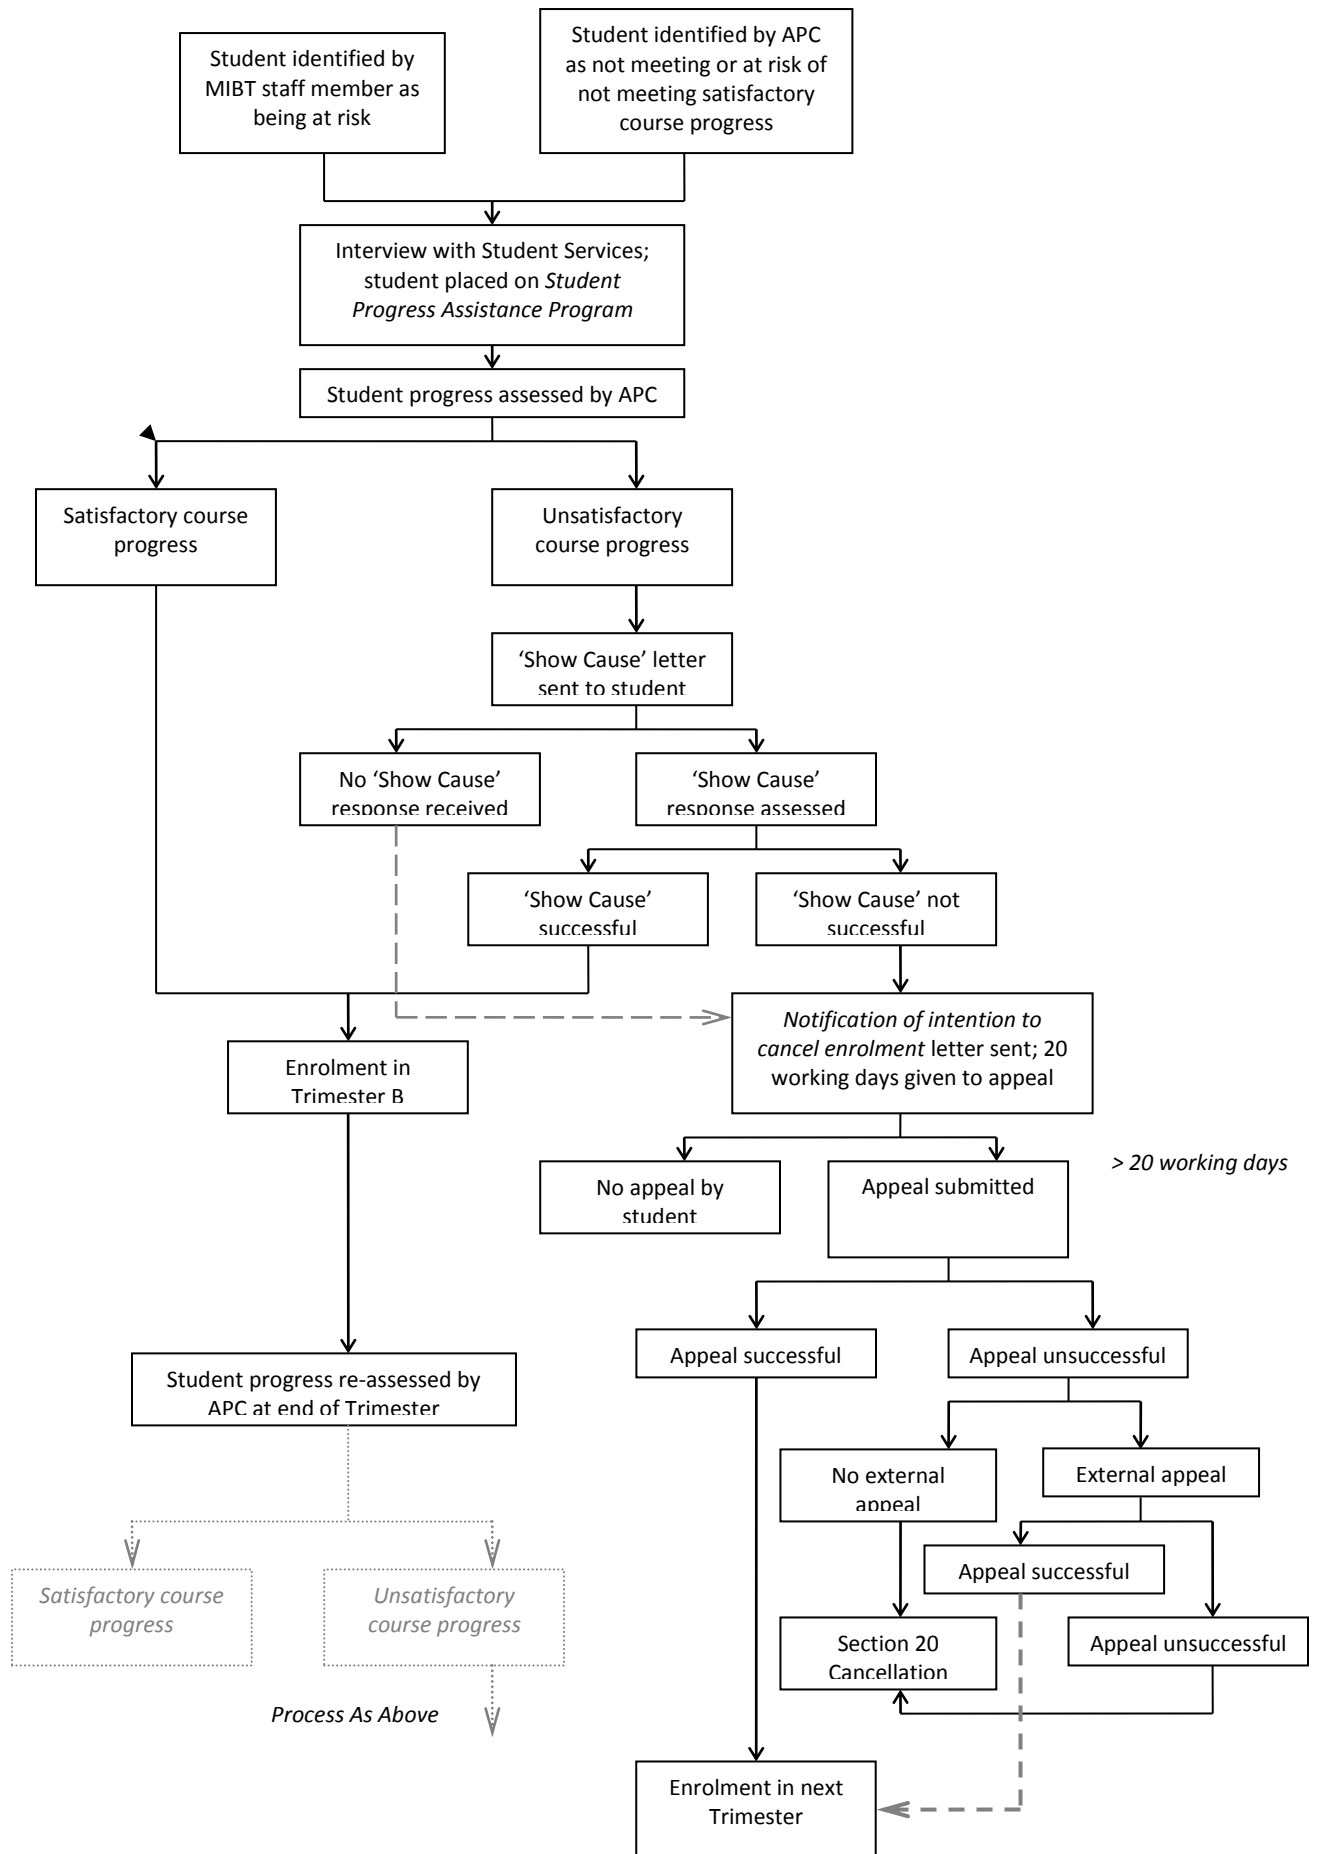 Student identified by
MIBT staff member as
being at risk
Student identified by APC
as not meeting or at risk of
not meeting satisfactory
course progress
Interview with Student Services;
student placed on Student
Progress Assistance Program
Student progress assessed by APC
Satisfactory course
progress
Unsatisfactory
course progress
‘Show Cause’ letter
sent to student
No ‘Show Cause’
response received
‘Show Cause’
response assessed
‘Show Cause’
successful
‘Show Cause’ not
successful
Notification of intention to
cancel enrolment letter sent; 20
working days given to appeal
Enrolment in
Trimester B
No appeal by
student
Appeal submitted
> 20 working days
Appeal successful
Appeal unsuccessful
Student progress re-assessed by
APC at end of Trimester
No external
appeal
External appeal
Appeal successful
Satisfactory course
progress
Unsatisfactory
course progress
Section 20
Cancellation
Appeal unsuccessful
Process As Above
Enrolment in next
Trimester